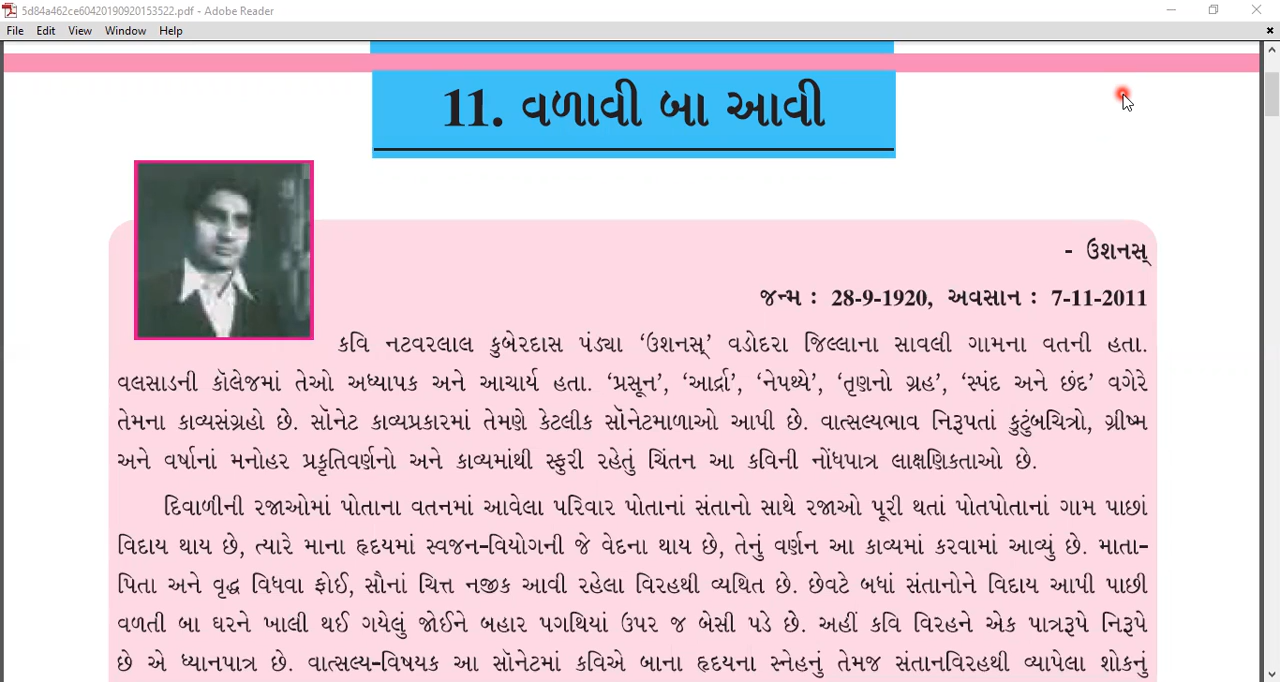 5d84a462ce60420190920153522.pdf - Adobe Reader
File Edit View Window Help
11. વળાવી બા આવી
- ઉશનસ્
જન્મ : 28-9-1920, અવસાન : 7-11-2011
કવિ નટવરલાલ કુબેરદાસ પંડ્યા ‘ઉશનસ્’ વડોદરા જિલ્લાના સાવલી ગામના વતની હતા.
વલસાડની કૉલેજમાં તેઓ અધ્યાપક અને આચાર્ય હતા. ‘પ્રસૂન’, ‘આર્દ્રા’, ‘નેપથ્યે’, ‘તૃણનો ગ્રહ’, ‘સ્પંદ અને છંદ’ વગેરે
તેમના કાવ્યસંગ્રહો છે. સૉનેટ કાવ્યપ્રકારમાં તેમણે કેટલીક સૉનેટમાળાઓ આપી છે. વાત્સલ્યભાવ નિરૂપતાં કુટુંબચિત્રો, ગ્રીષ્મ
અને વર્ષાનાં મનોહર પ્રકૃતિવર્ણનો અને કાવ્યમાંથી સ્ફુરી રહેતું ચિંતન આ કવિની નોંધપાત્ર લાક્ષણિકતાઓ છે.
દિવાળીની રજાઓમાં પોતાના વતનમાં આવેલા પરિવાર પોતાનાં સંતાનો સાથે રજાઓ પૂરી થતાં પોતપોતાનાં ગામ પાછાં
વિદાય થાય છે, ત્યારે માના હૃદયમાં સ્વજન-વિયોગની જે વેદના થાય છે, તેનું વર્ણન આ કાવ્યમાં કરવામાં આવ્યું છે. માતા-
પિતા અને વૃદ્ધ વિધવા ફોઈ, સૌનાં ચિત્ત નજીક આવી રહેલા વિરહથી વ્યથિત છે. છેવટે બધાં સંતાનોને વિદાય આપી પાછી
વળતી બા ઘરને ખાલી થઈ ગયેલું જોઈને બહાર પગથિયાં ઉપર જ બેસી પડે છે. અહીં કવિ વિરહને એક પાત્રરૂપે નિરૂપે
છે એ ધ્યાનપાત્ર છે. વાત્સલ્ય-વિષયક આ સૉનેટમાં કવિએ બાના હૃદયના સ્નેહનું તેમજ સંતાનવિરહથી વ્યાપેલા શોકનું